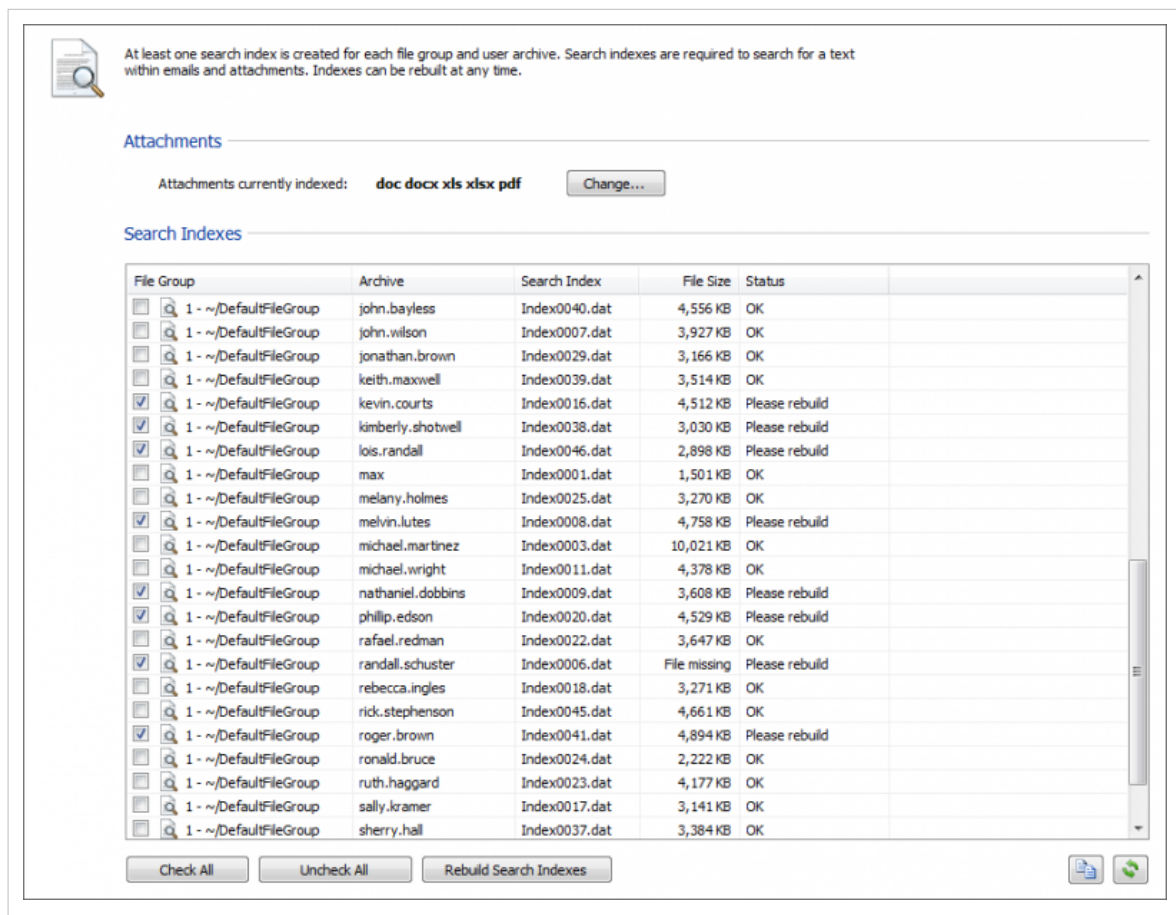 At least one search index is created for each file group and user archive. Search indexes are required to search for a text
within emails and attachments. Indexes can be rebuilt at any time.
Attachments
Attachments currently indexed: doc docx xls xlsx pdf Change...
Search Indexes
File Group Archive Search Index File Size Status
1 - ~/DefaultFileGroup john.bayless Index0040.dat 4,556 KB OK
1 - ~/DefaultFileGroup john.wilson Index0007.dat 3,927 KB OK
1 - ~/DefaultFileGroup jonathan.brown Index0029.dat 3,166 KB OK
1 - ~/DefaultFileGroup keith.maxwell Index0039.dat 3,514 KB OK
1 - ~/DefaultFileGroup kevin.courts Index0016.dat 4,512 KB Please rebuild
1 - ~/DefaultFileGroup kimberly.shotwell Index0038.dat 3,030 KB Please rebuild
1 - ~/DefaultFileGroup lois.randall Index0046.dat 2,898 KB Please rebuild
1 - ~/DefaultFileGroup max Index0001.dat 1,501 KB OK
1 - ~/DefaultFileGroup melany.holmes Index0025.dat 3,270 KB OK
1 - ~/DefaultFileGroup melvin.lutes Index0008.dat 4,758 KB Please rebuild
1 - ~/DefaultFileGroup michael.martinez Index0003.dat 10,021 KB OK
1 - ~/DefaultFileGroup michael.wright Index0011.dat 4,378 KB OK
1 - ~/DefaultFileGroup nathaniel.dobbins Index0009.dat 3,608 KB Please rebuild
1 - ~/DefaultFileGroup phillip.edson Index0020.dat 4,529 KB Please rebuild
1 - ~/DefaultFileGroup rafael.redman Index0022.dat 3,647 KB OK
1 - ~/DefaultFileGroup randall.schuster Index0006.dat File missing Please rebuild
1 - ~/DefaultFileGroup rebecca.ingles Index0018.dat 3,271 KB OK
1 - ~/DefaultFileGroup rick.stephenson Index0045.dat 4,661 KB OK
1 - ~/DefaultFileGroup roger.brown Index0041.dat 4,894 KB Please rebuild
1 - ~/DefaultFileGroup ronald.bruce Index0024.dat 2,222 KB OK
1 - ~/DefaultFileGroup ruth.haggard Index0023.dat 4,177 KB OK
1 - ~/DefaultFileGroup sally.kramer Index0017.dat 3,141 KB OK
1 - ~/DefaultFileGroup sherry.hall Index0037.dat 3,384 KB OK
Check All Uncheck All Rebuild Search Indexes